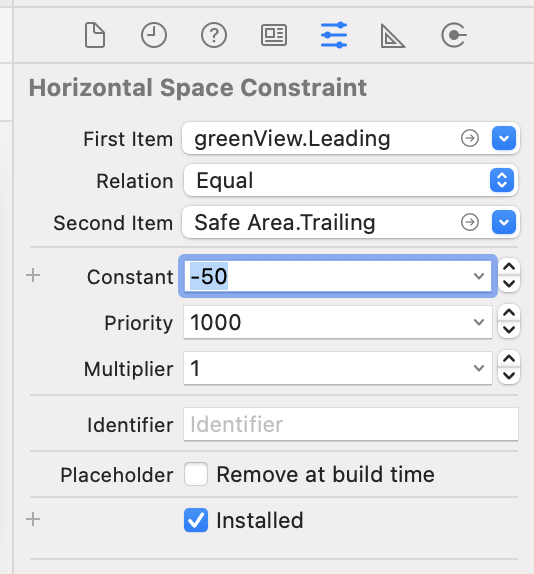 Horizontal Space Constraint
First Item greenView.Leading
Relation Equal
Second Item Safe Area.Trailing
Constant -50
Priority 1000
Multiplier 1
Identifier Identifier
Placeholder Remove at build time
Installed